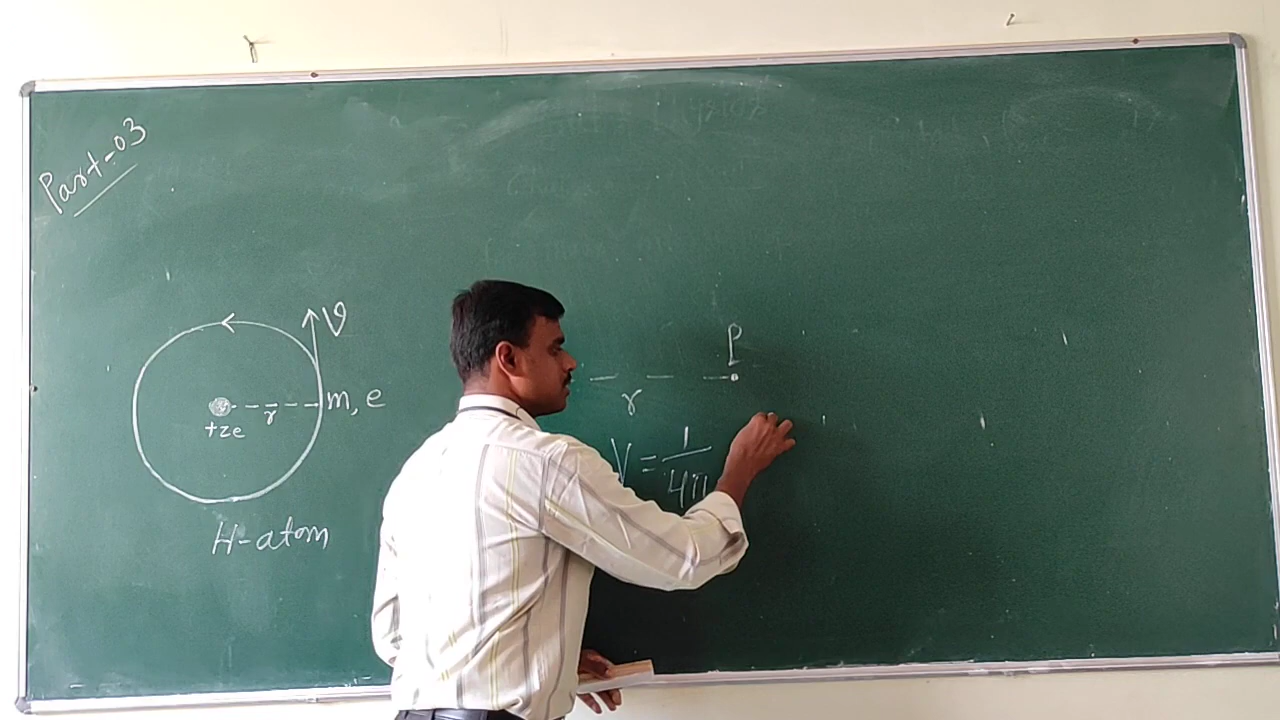 Part-03
V
m, e
r
+ze
H-atom
P
r
V = 1/4π